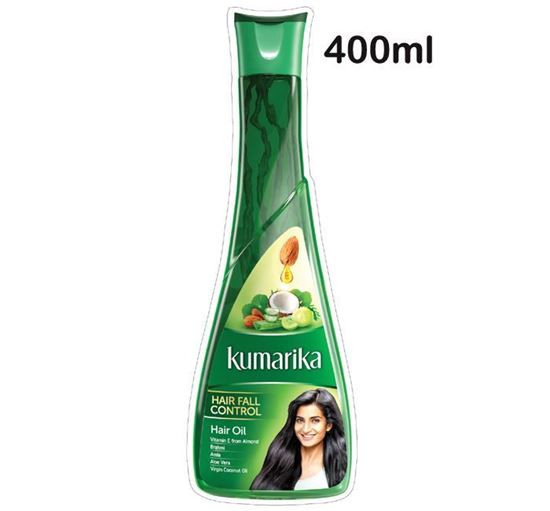 400ml
E
kumarika
HAIR FALL
CONTROL
Hair Oil
Vitamin E from Almond
Brahmi
Amla
Aloe Vera
Virgin Coconut Oil